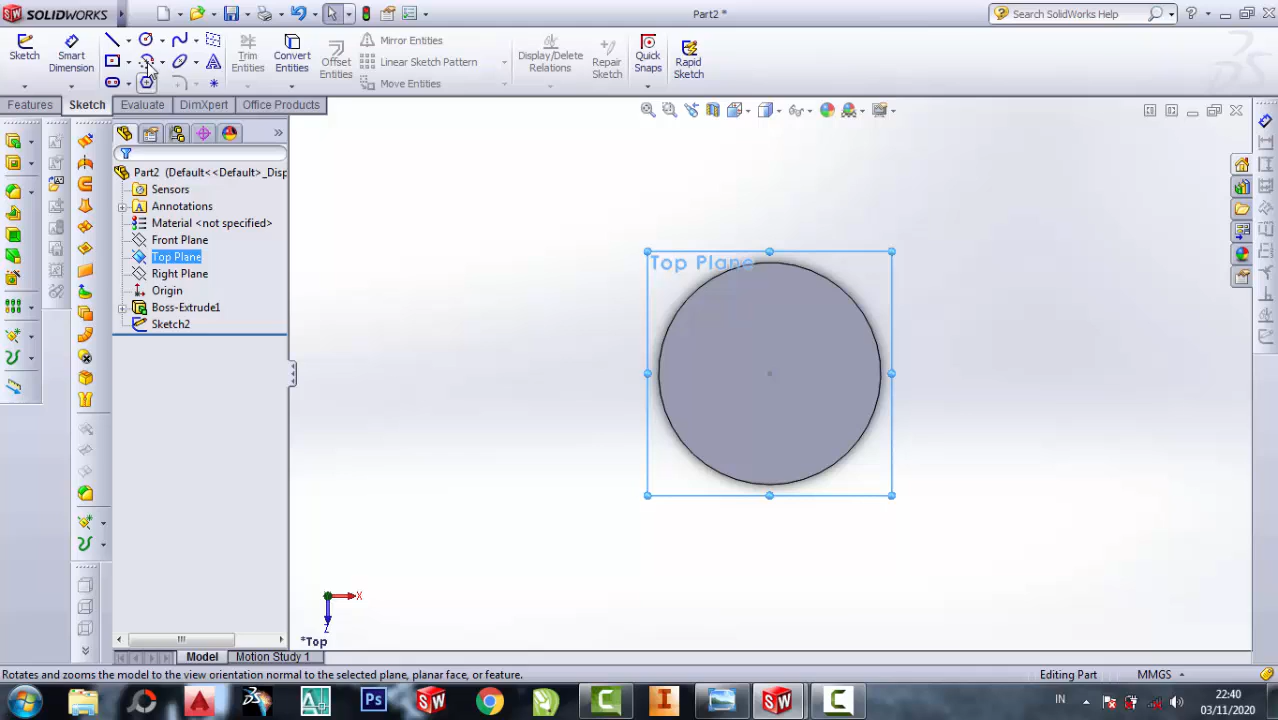 SOLIDWORKS
Part2 *
Search SolidWorks Help
Sketch
Smart Dimension
Trim Entities
Convert Entities
Offset Entities
Mirror Entities
Linear Sketch Pattern
Move Entities
Display/Delete Relations
Repair Sketch
Quick Snaps
Rapid Sketch
Features
Sketch
Evaluate
DimXpert
Office Products
Part2 (Default<<Default>_Disp
Sensors
Annotations
Material <not specified>
Front Plane
Top Plane
Right Plane
Origin
Boss-Extrude1
Sketch2
Top Plane
X
Z
*Top
Model
Motion Study 1
Rotates and zooms the model to the view orientation normal to the selected plane, planar face, or feature.
Editing Part
MMGS
IN
22:40
03/11/2020